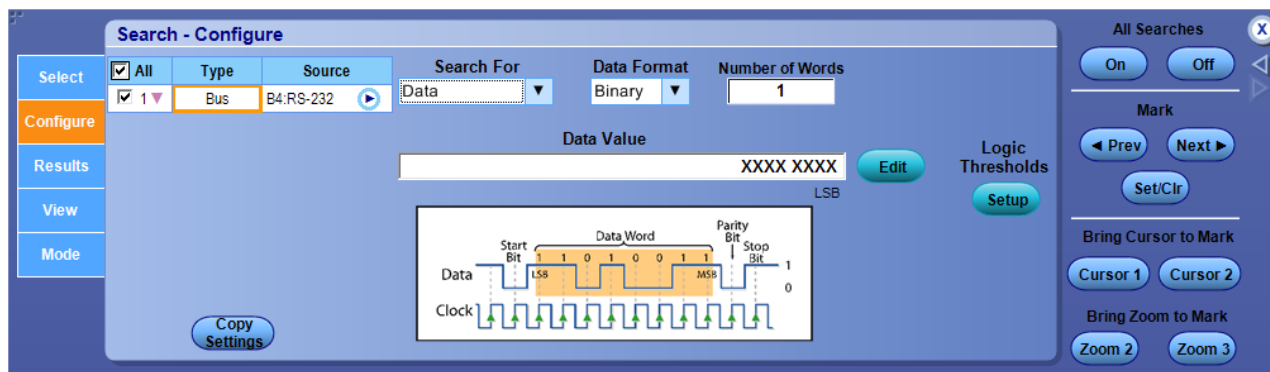 Search - Configure
Select
Configure
Results
View
Mode
All Type Source
1 Bus B4:RS-232
Search For
Data
Data Format
Binary
Number of Words
1
Data Value
XXXX XXXX
Edit
LSB
Logic
Thresholds
Setup
Start
Bit
Data Word
Parity
Bit
Stop
Bit
1 1 0 1 0 0 1 1
Data
LSB
MSB
1
0
Clock
Copy
Settings
All Searches
X
On Off
Mark
◄ Prev Next ►
Set/Clr
Bring Cursor to Mark
Cursor 1 Cursor 2
Bring Zoom to Mark
Zoom 2 Zoom 3